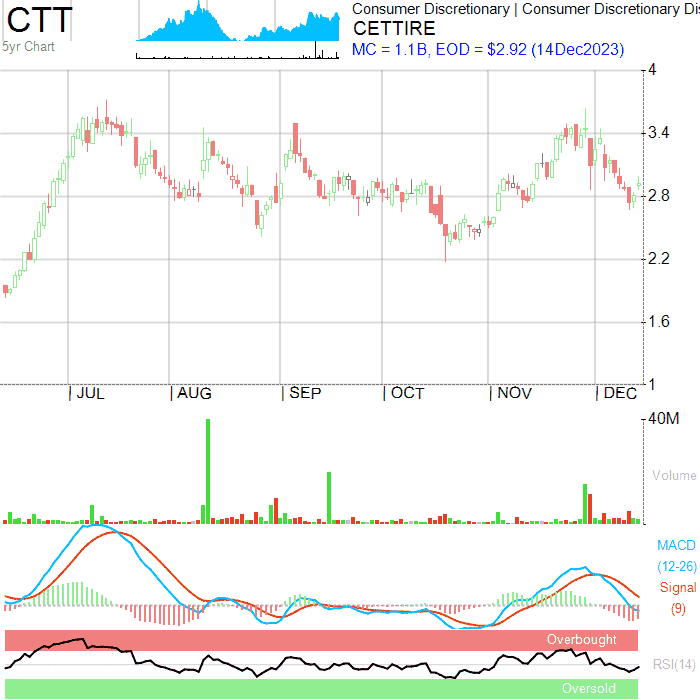 CTT
5yr Chart
Consumer Discretionary | Consumer Discretionary Dis
CETTIRE
MC = 1.1B, EOD = $2.92 (14Dec2023)
4
3.4
2.8
2.2
1.6
1
| JUL | AUG | SEP | OCT | NOV | DEC
40M
Volume
MACD
(12-26)
Signal
(9)
Overbought
RSI(14)
Oversold